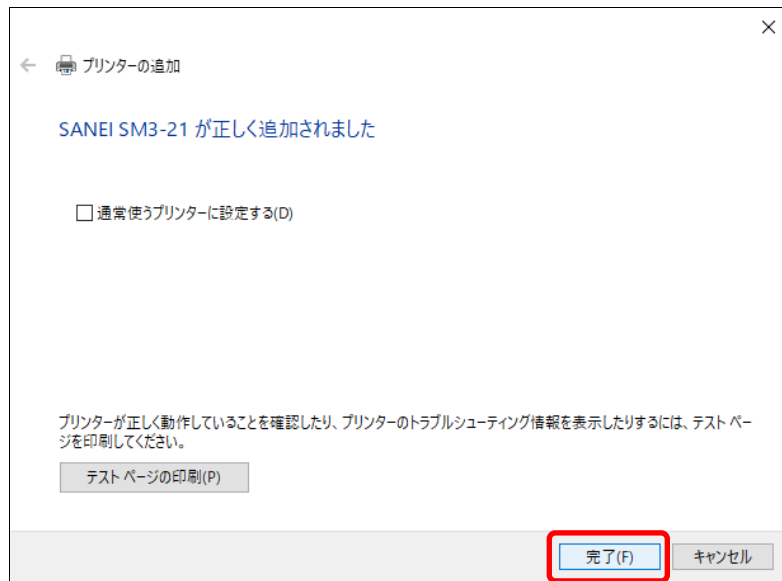 プリンターの追加
SANEI SM3-21 が正しく追加されました
通常使うプリンターに設定する(D)
プリンターが正しく動作していることを確認したり、プリンターのトラブルシューティング情報を表示したりするには、テスト ペー
ジを印刷してください。
テスト ページの印刷(P)
完了(F)
キャンセル